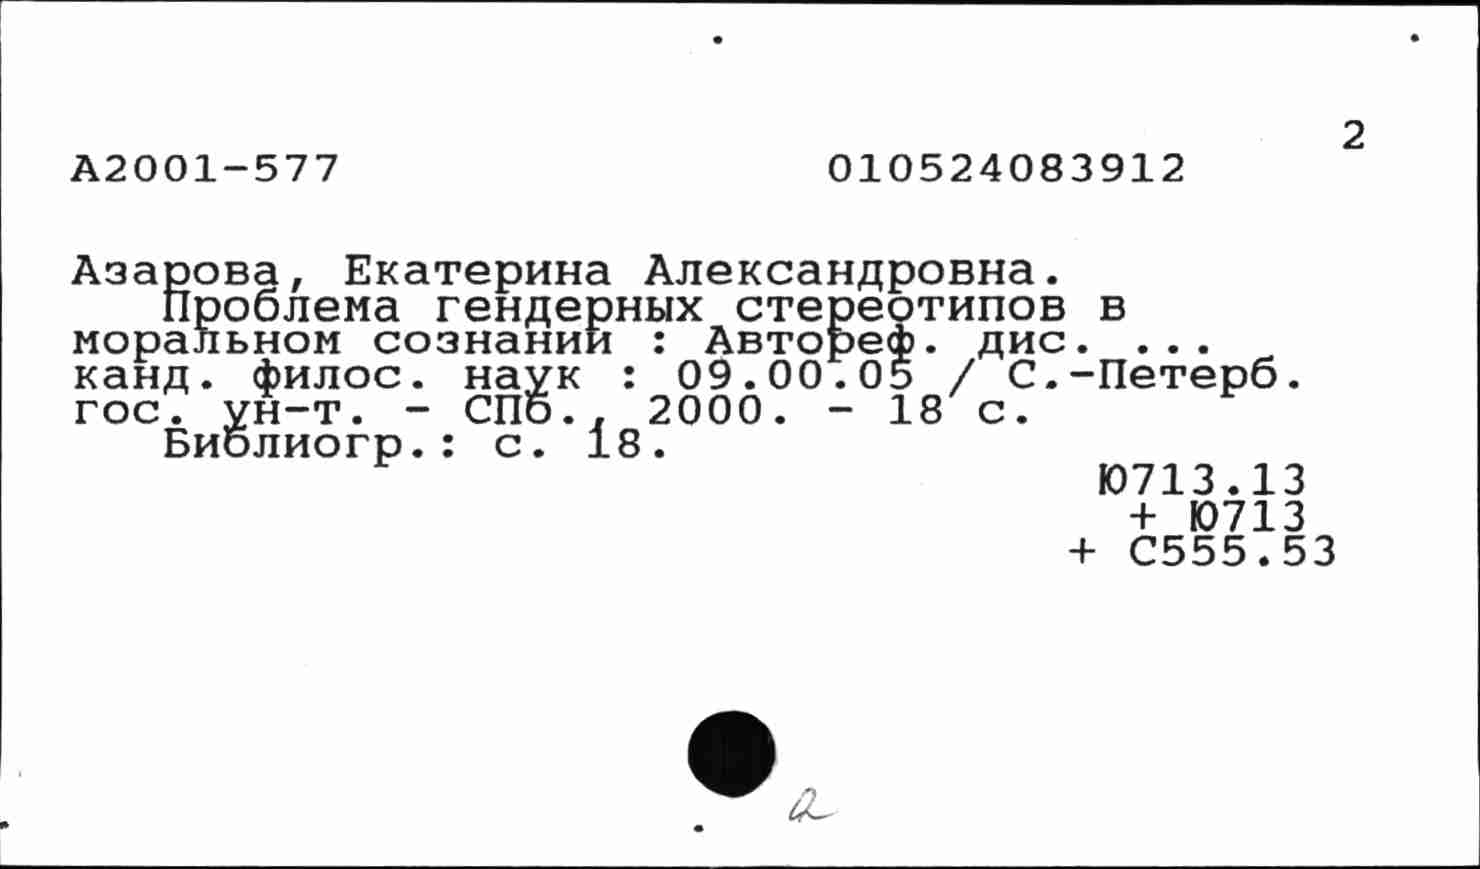 2
А2001-577 010524083912
Азарова, Екатерина Александровна.
Проблема гендерных стереотипов в
моральном сознании : Автореф. дис. ...
канд. филос. наук : 09.00.05 / С.-Петерб.
гос. ун-т. - СПб., 2000. - 18 с.
Библиогр.: с. 18.
Ю713.13
+ Ю713
+ С555.53